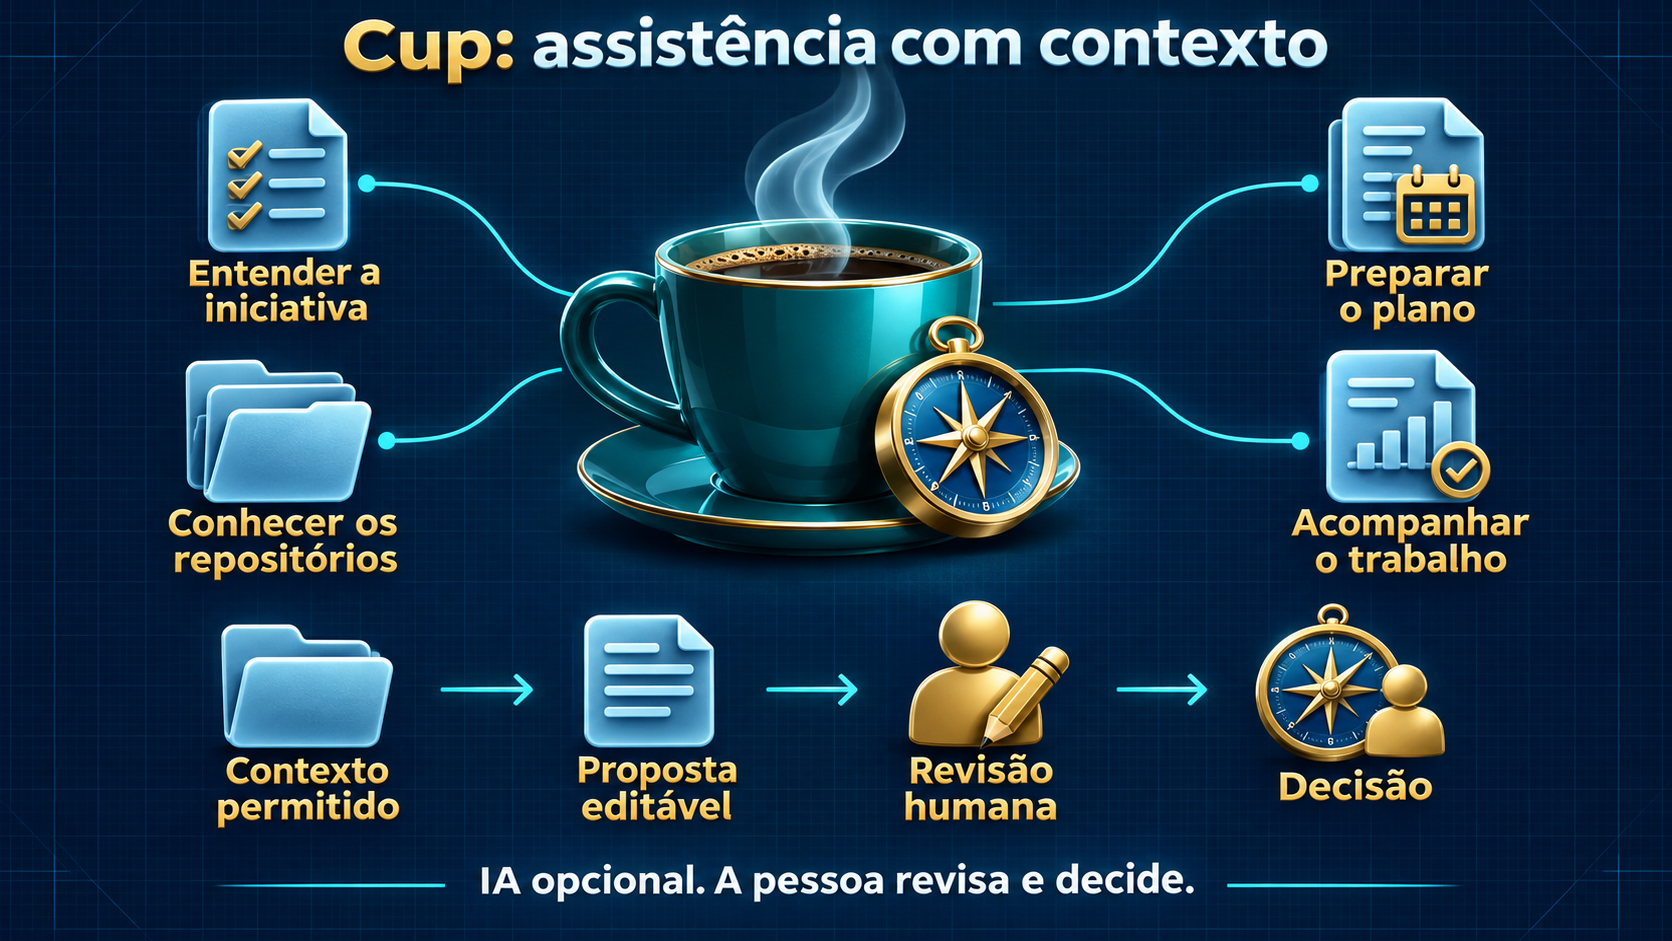 Cup: assistência com contexto
Entender a
iniciativa
Preparar
o plano
Conhecer os
repositórios
Acompanhar
o trabalho
Contexto
permitido
Proposta
editável
Revisão
humana
Decisão
IA opcional. A pessoa revisa e decide.